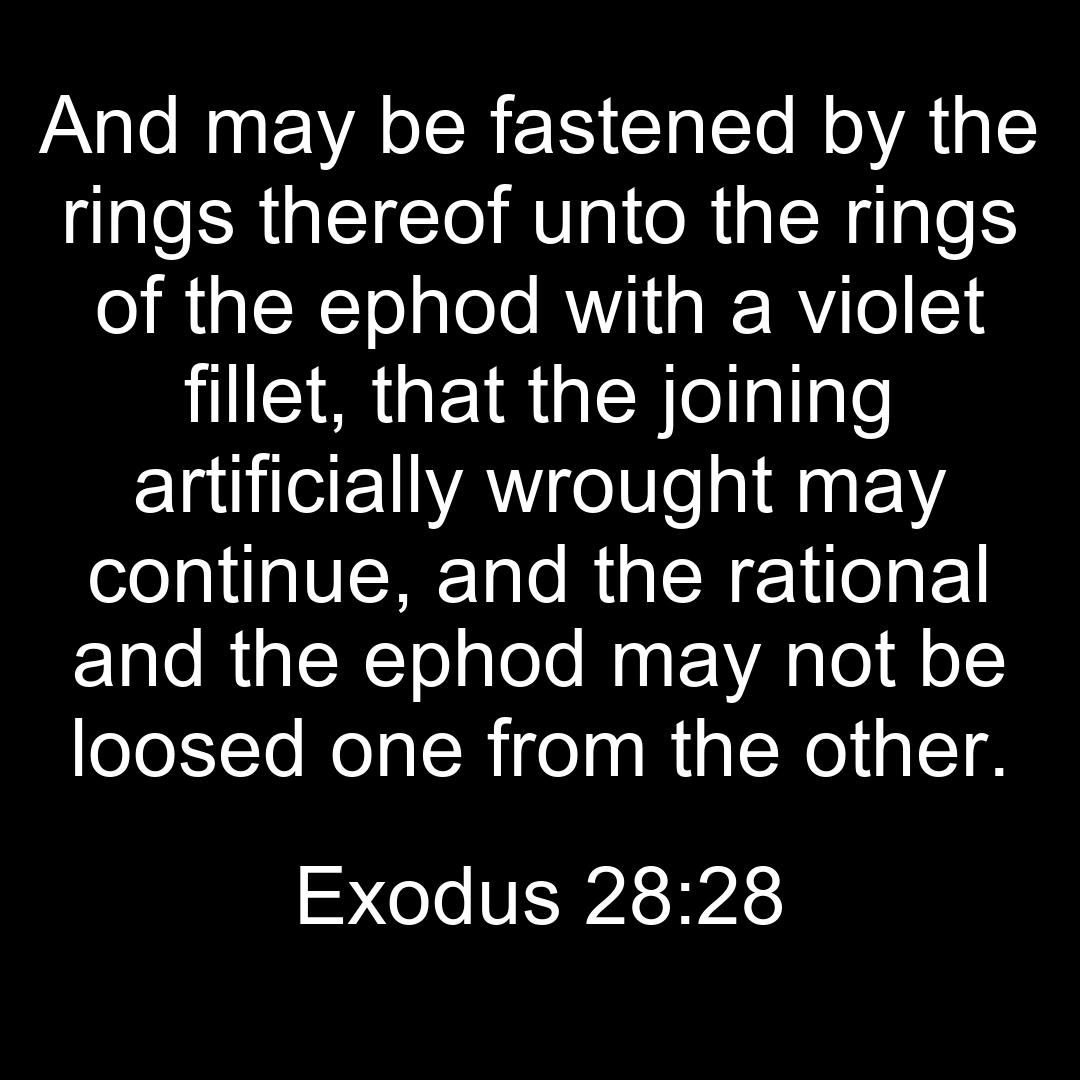 And may be fastened by the
rings thereof unto the rings
of the ephod with a violet
fillet, that the joining
artificially wrought may
continue, and the rational
and the ephod may not be
loosed one from the other.
Exodus 28:28